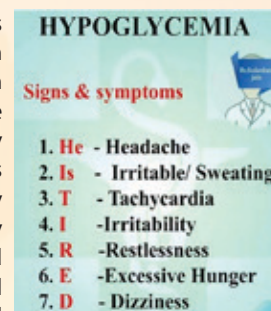 HYPOGLYCEMIA
Signs & symptoms
1. He - Headache
2. Is - Irritable/ Sweating
3. T - Tachycardia
4. I -Irritability
5. R -Restlessness
6. E -Excessive Hunger
7. D - Dizziness